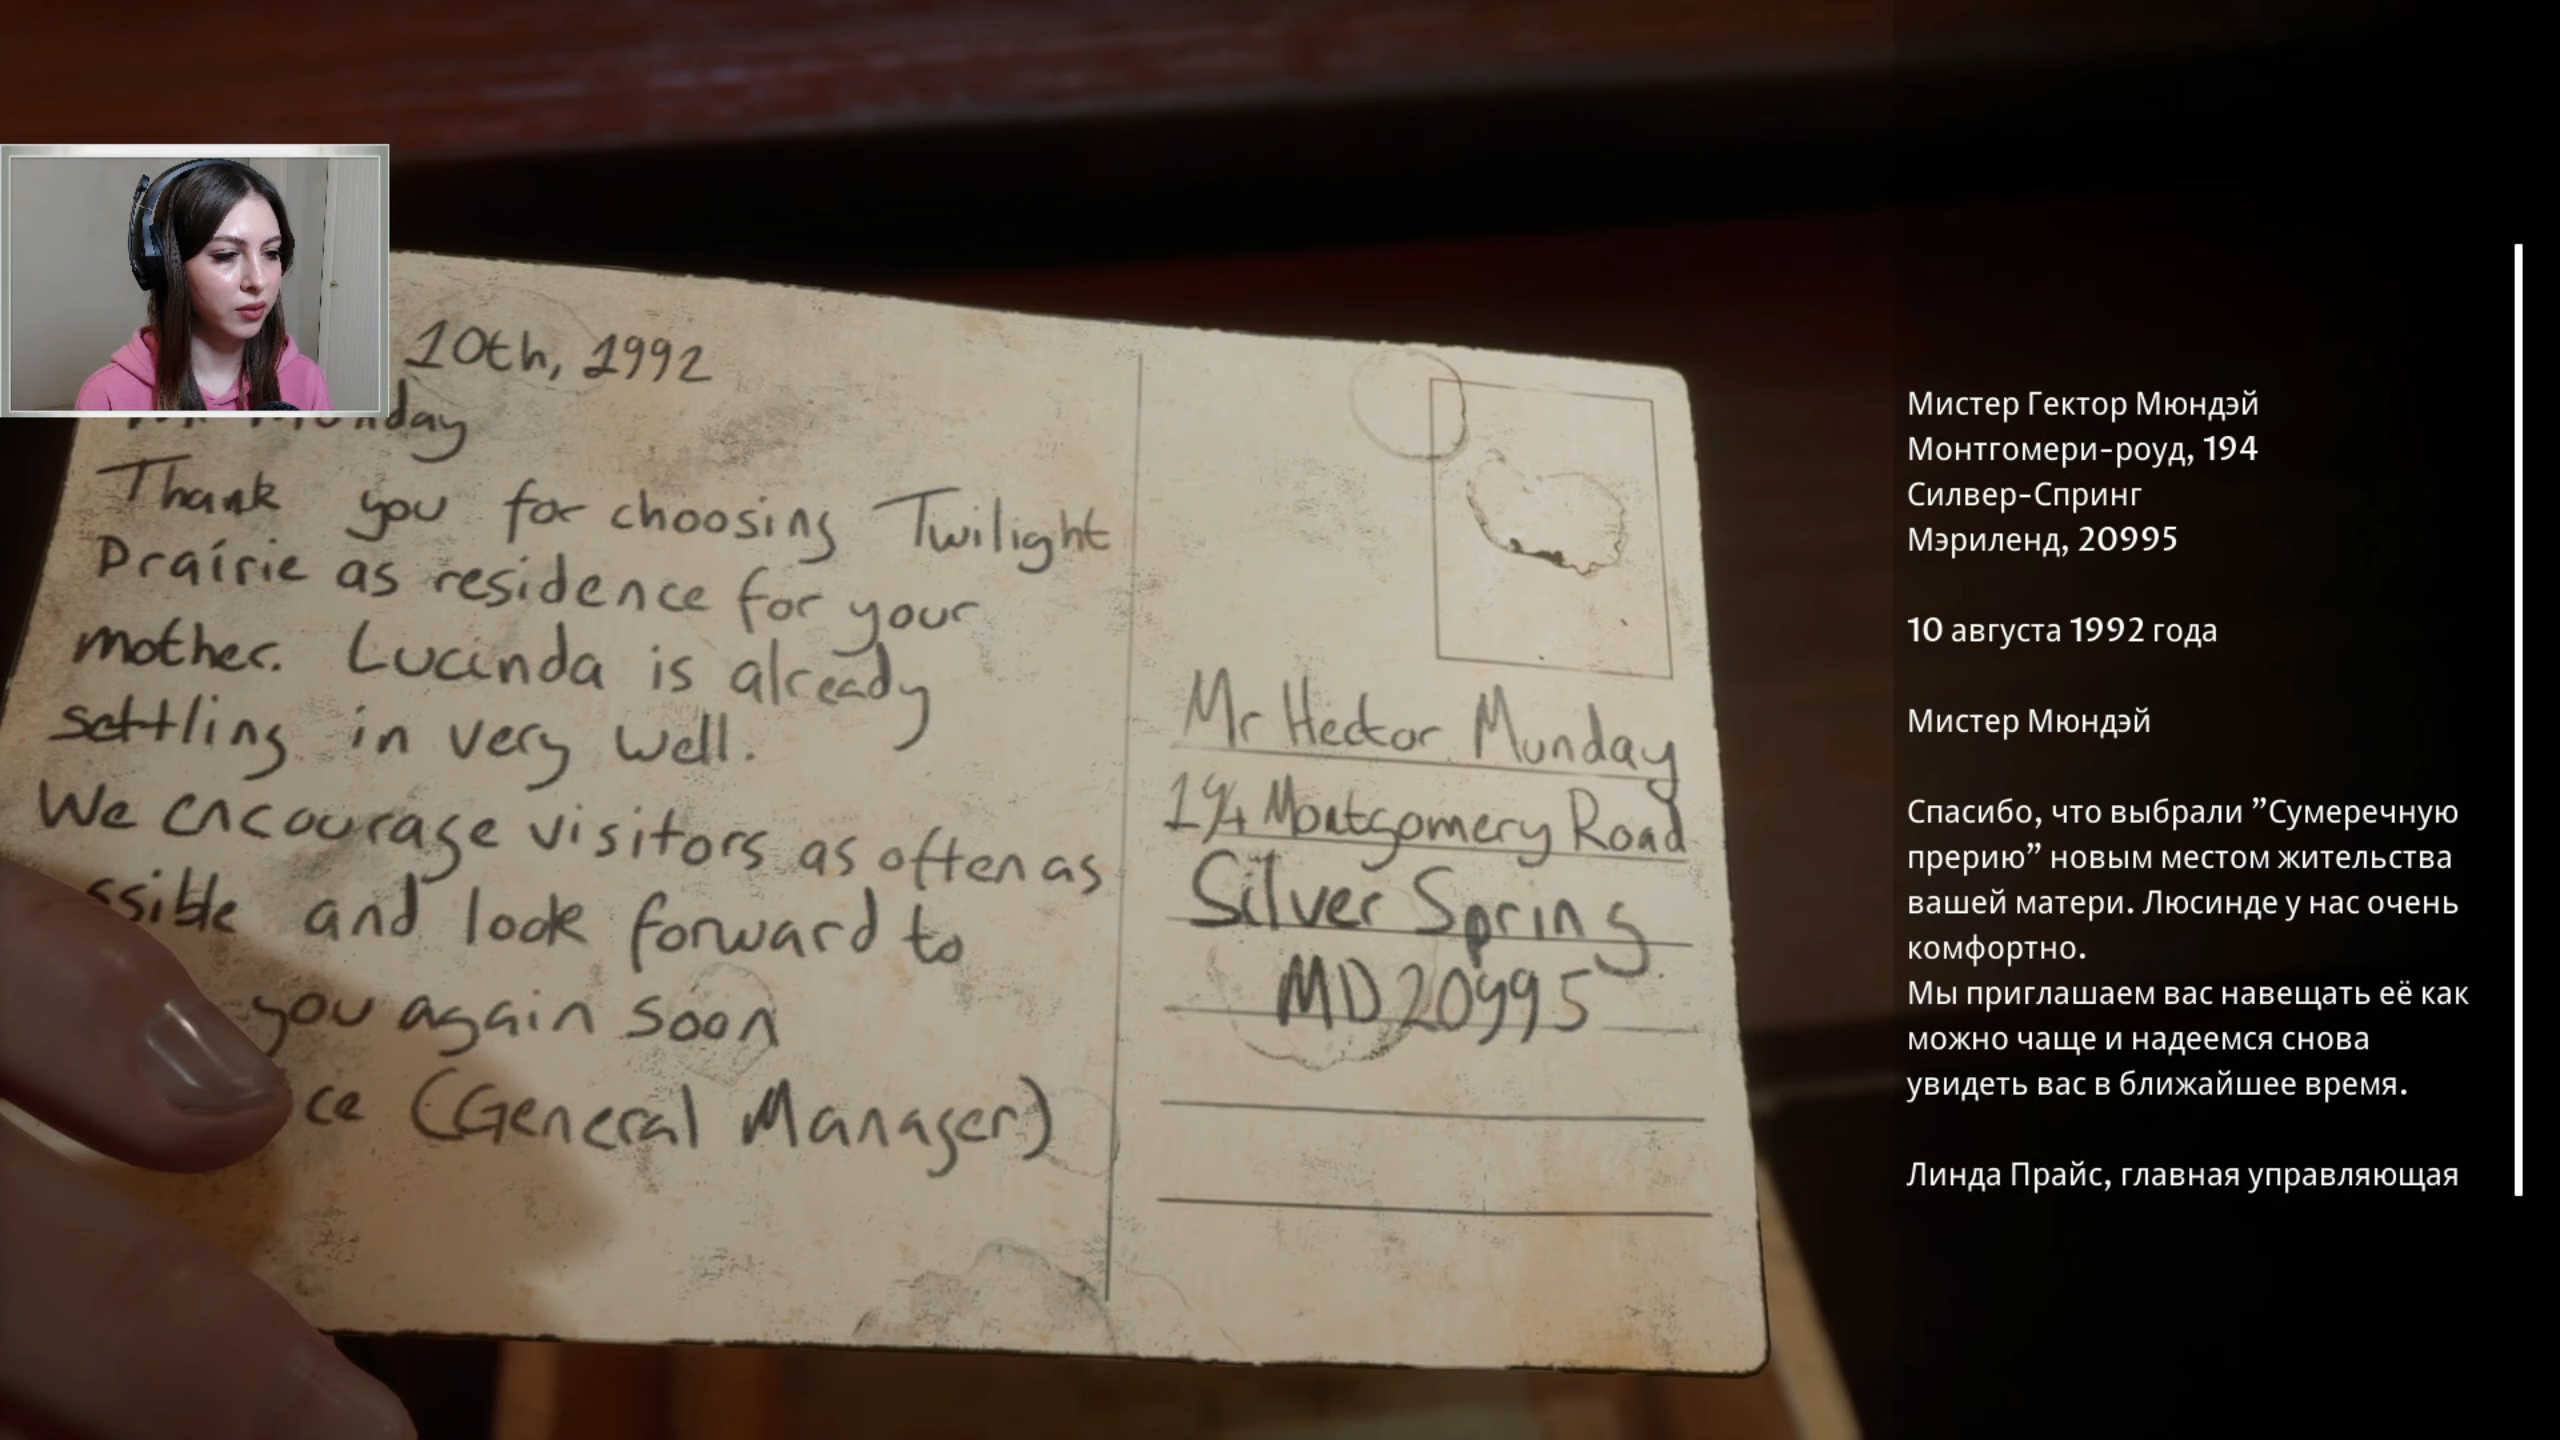 10th, 1992
Thank you for choosing Twilight
Prairie as residence for your
mother. Lucinda is already
settling in very well.
We encourage visitors as often as
and look forward to
you again soon
(General Manager)
Mr Hector Munday
194 Montgomery Road
Silver Spring
MD 20995
Мистер Гектор Мюндэй
Монтгомери-роуд, 194
Силвер-Спринг
Мэриленд, 20995
10 августа 1992 года
Мистер Мюндэй
Спасибо, что выбрали "Сумеречную
прерию" новым местом жительства
вашей матери. Люсинде у нас очень
комфортно.
Мы приглашаем вас навещать её как
можно чаще и надеемся снова
увидеть вас в ближайшее время.
Линда Прайс, главная управляющая